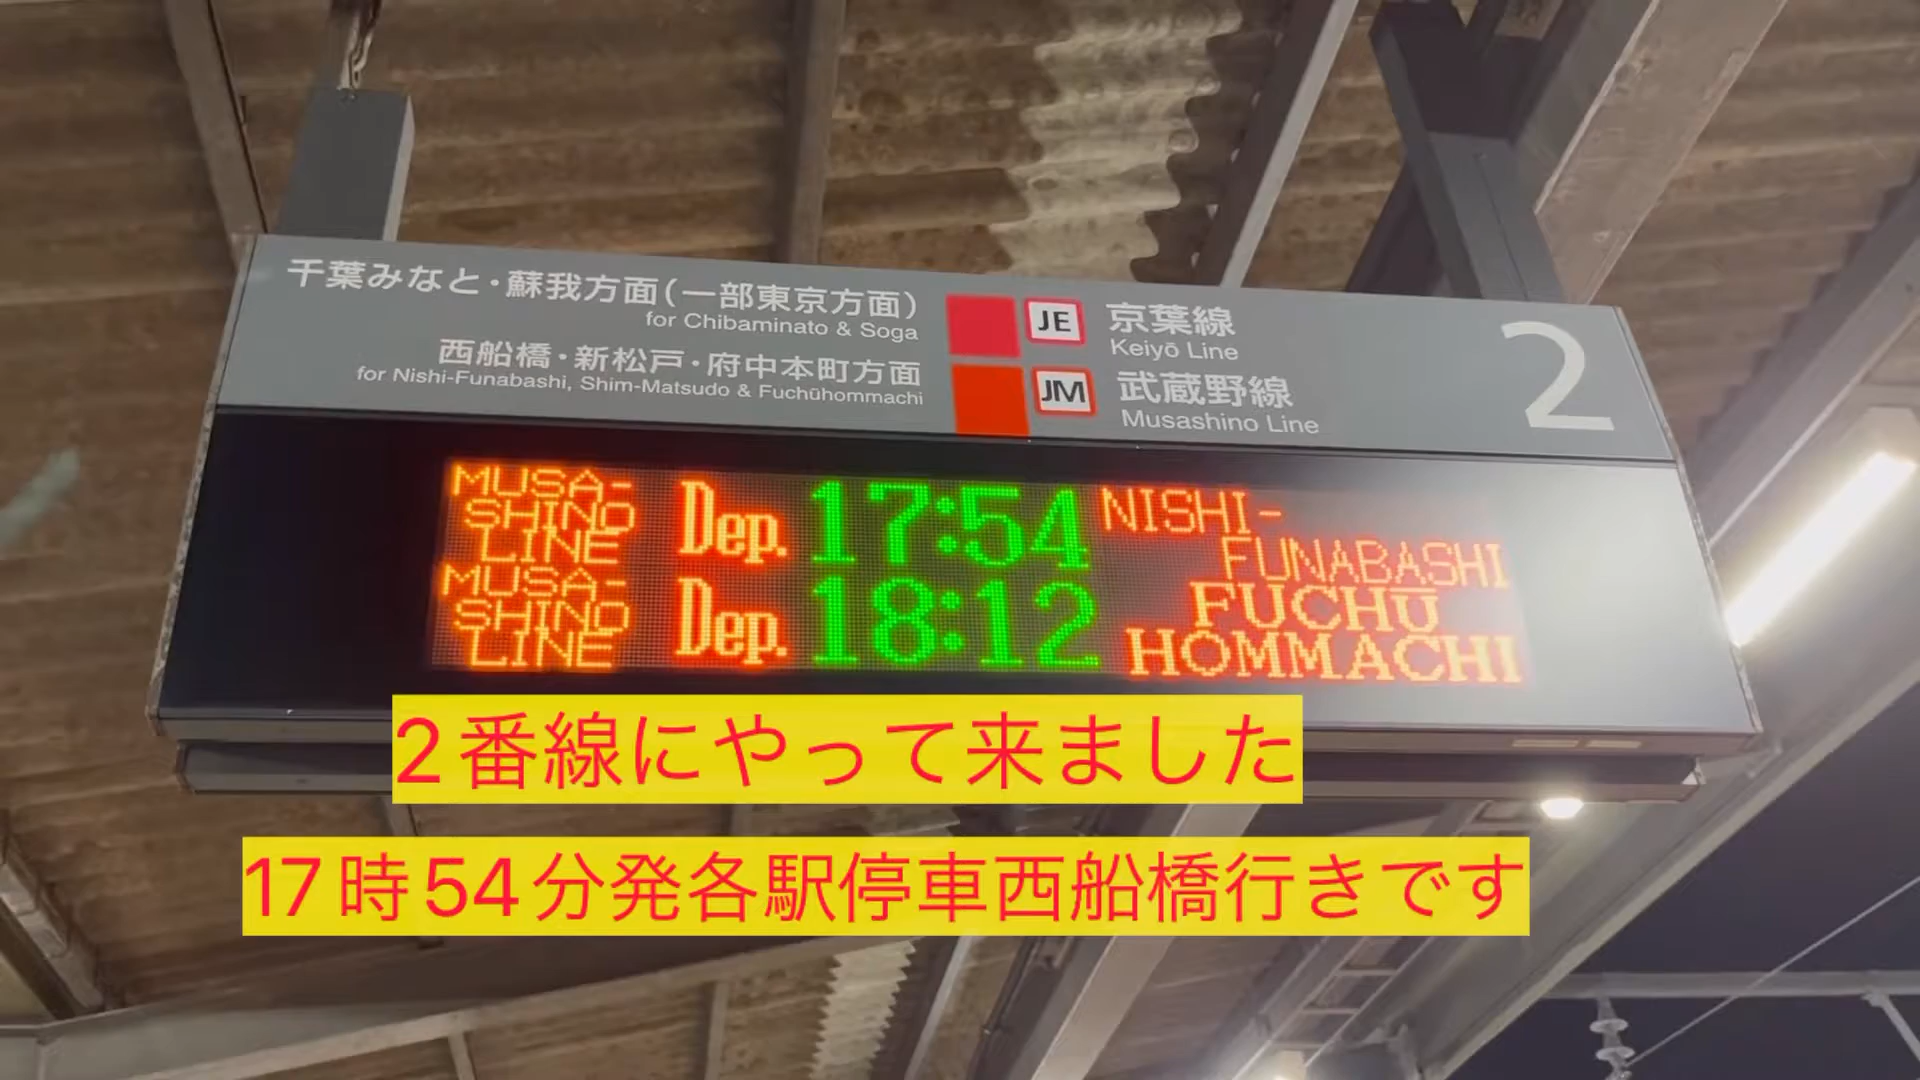 千葉みなと・蘇我方面(一部東京方面)
for Chibaminato & Soga
JE 京葉線
Keiyō Line
西船橋・新松戸・府中本町方面
for Nishi-Funabashi, Shim-Matsudo & Fuchūhommachi
JM 武蔵野線
Musashino Line
2
MUSA-
SHINO
LINE
Dep. 17:54
NISHI-
FUNABASHI
MUSA-
SHINO
LINE
Dep. 18:12
FUCHŪ
HOMMACHI
2番線にやって来ました
17時54分発各駅停車西船橋行きです